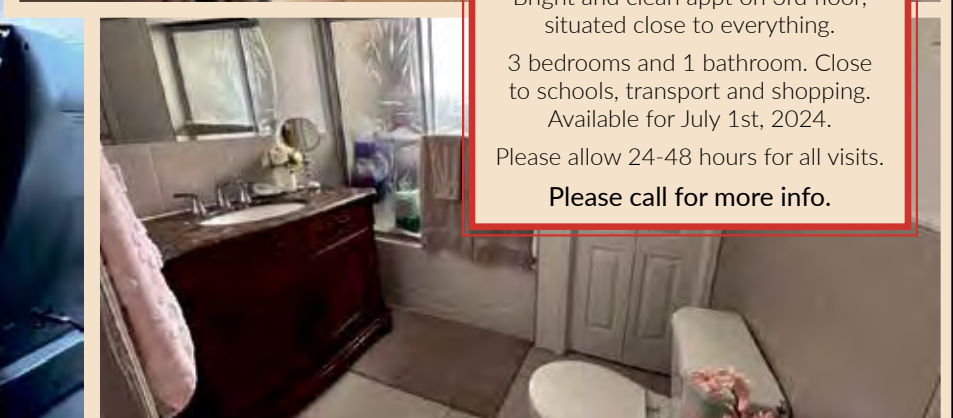 Bright and clean appt on 3rd floor,
situated close to everything.
3 bedrooms and 1 bathroom. Close
to schools, transport and shopping.
Available for July 1st, 2024.
Please allow 24-48 hours for all visits.
Please call for more info.